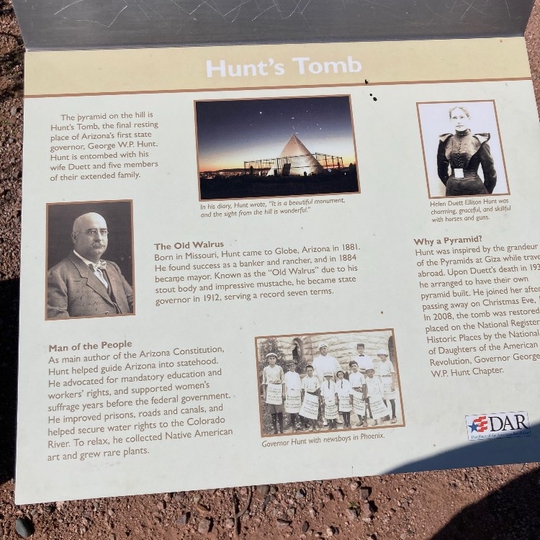 Hunt's Tomb
The pyramid on the hill is
Hunt's Tomb, the final resting
place of Arizona's first state
governor, George W.P. Hunt.
Hunt is entombed with his
wife Duett and five members
of their extended family.
In his diary, Hunt wrote, "It is a beautiful monument,
and the sight from the hill is wonderful."
Helen Duett Ellison Hunt was
charming, graceful, and skillful
with horses and guns.
The Old Walrus
Born in Missouri, Hunt came to Globe, Arizona in 1881.
He found success as a banker and rancher, and in 1884
became mayor. Known as the "Old Walrus" due to his
stout body and impressive mustache, he became state
governor in 1912, serving a record seven terms.
Why a Pyramid?
Hunt was inspired by the grandeur
of the Pyramids at Giza while
abroad. Upon Duett's death in
he arranged to have their own
pyramid built. He joined her after
passing away on Christmas Eve,
In 2008, the tomb was restored
placed on the National Register
Historic Places by the National
of Daughters of the American
Revolution, Governor George
W.P. Hunt Chapter.
Man of the People
As main author of the Arizona Constitution,
Hunt helped guide Arizona into statehood.
He advocated for mandatory education and
workers' rights, and supported women's
suffrage years before the federal government.
He improved prisons, roads and canals, and
helped secure water rights to the Colorado
River. To relax, he collected Native American
art and grew rare plants.
Governor Hunt with newsboys in Phoenix.
DAR